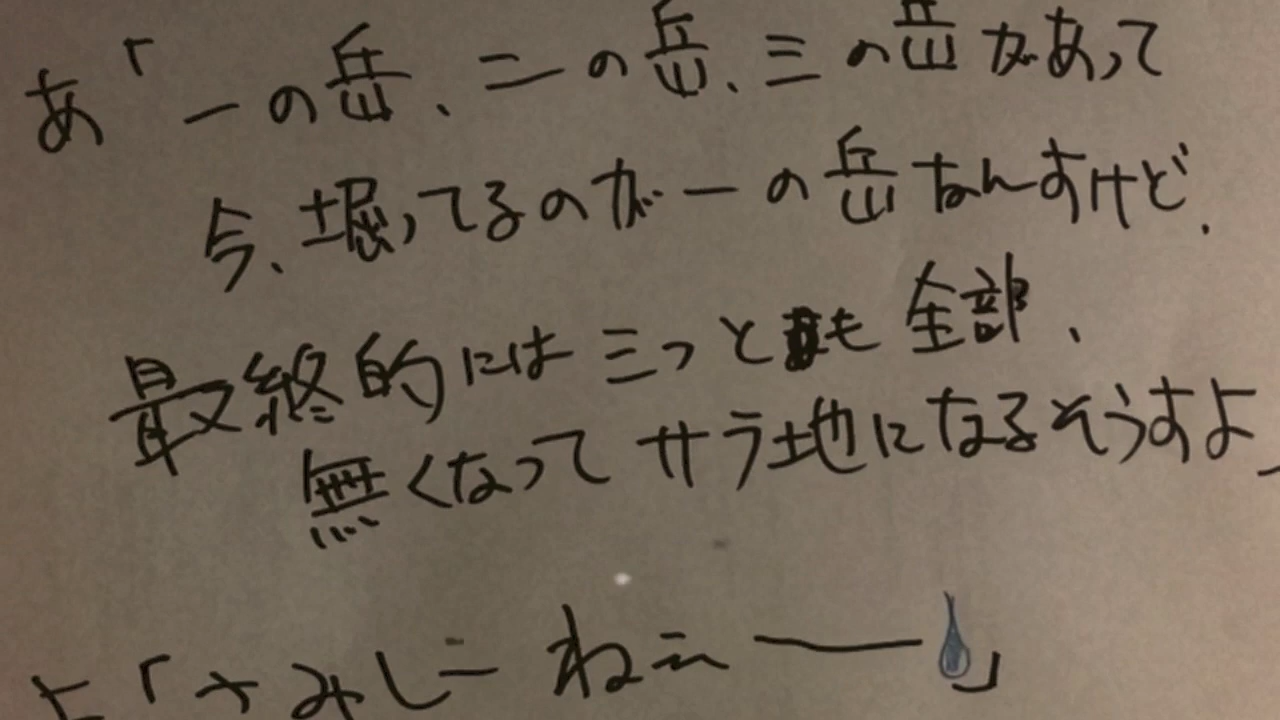 あ「一の岳、二の岳、三の岳があって
今、堀ってるのが一の岳なんすけど、
最終的には三つとも全部、
無くなってサラ地になるそうすよ」
よ「さみしーねぇー」